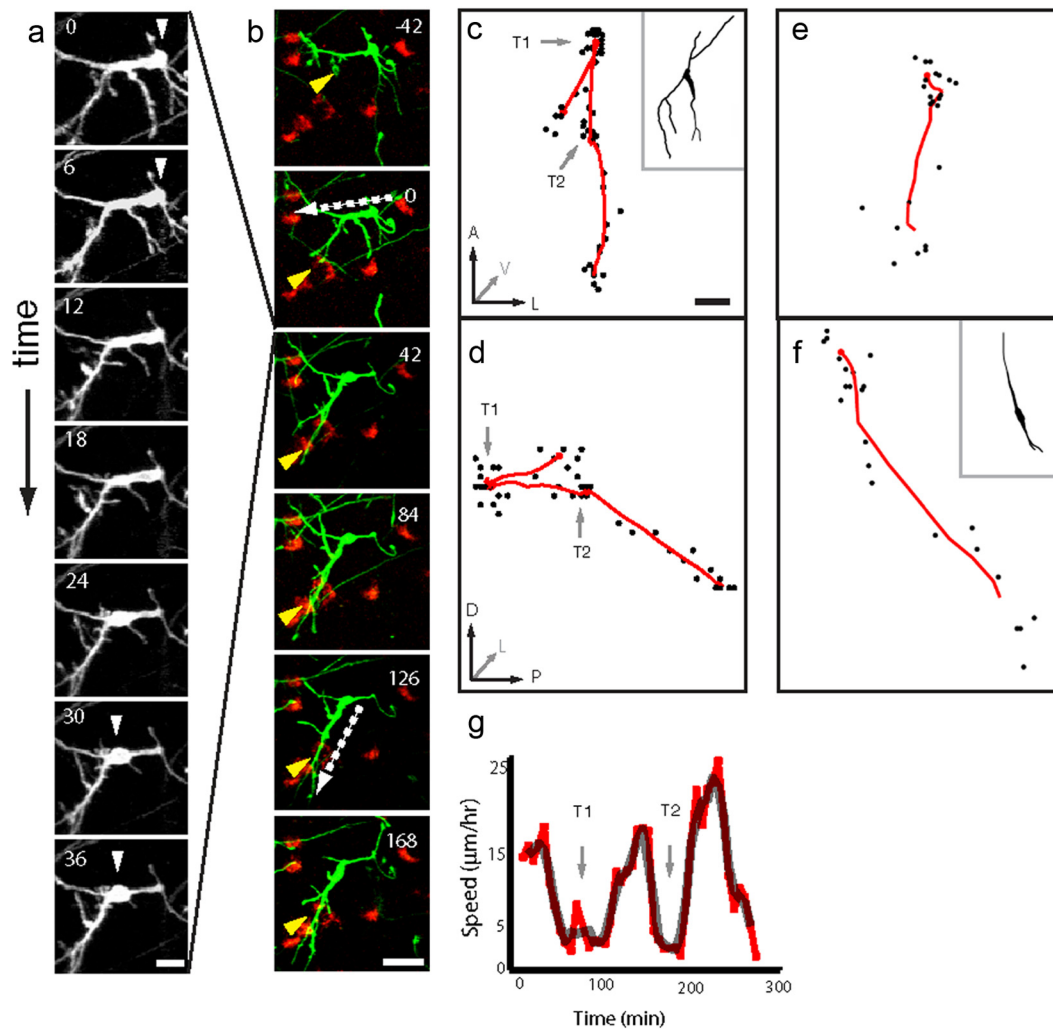 a
0
6
12
18
24
30
36
time
b
-42
0
42
84
126
168
c
T1
T2
A
V
L
d
T1
T2
D
L
P
e
f
g
Speed (μm/hr)
25
15
5
0
T1
T2
0
100
200
300
Time (min)